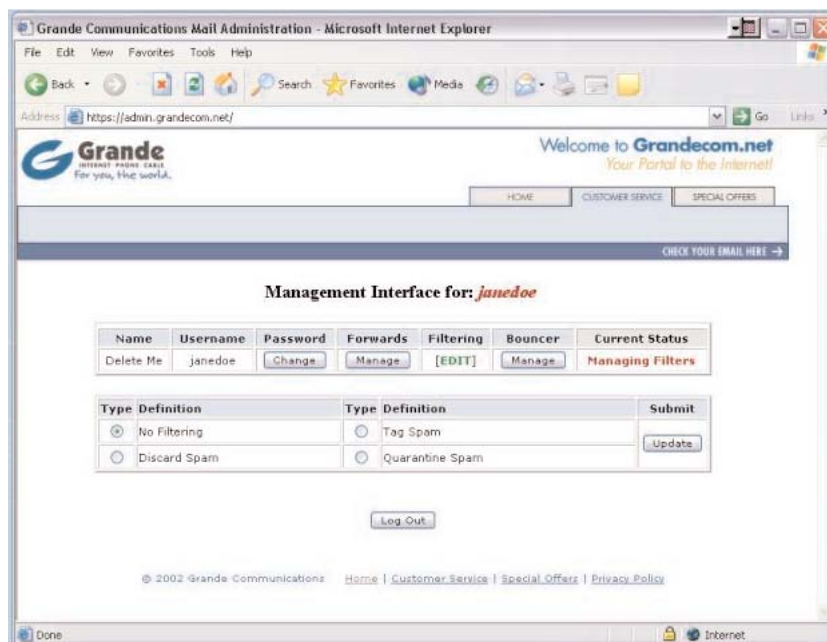 Grande Communications Mail Administration - Microsoft Internet Explorer
File Edit View Favorites Tools Help
Back Search Favorites Media
Address https://admin.grandecom.net/ Go Links
Grande
INTERNET PHONE CABLE
For you, the world.
Welcome to Grandecom.net
Your Portal to the Internet!
HOME CUSTOMER SERVICE SPECIAL OFFERS
CHECK YOUR EMAIL HERE →
Management Interface for: janedoe
Name Username Password Forwards Filtering Bouncer Current Status
Delete Me janedoe Change Manage [EDIT] Manage Managing Filters
Type Definition Type Definition Submit
No Filtering Tag Spam Update
Discard Spam Quarantine Spam
Log Out
© 2002 Grande Communications Home | Customer Service | Special Offers | Privacy Policy
Done Internet